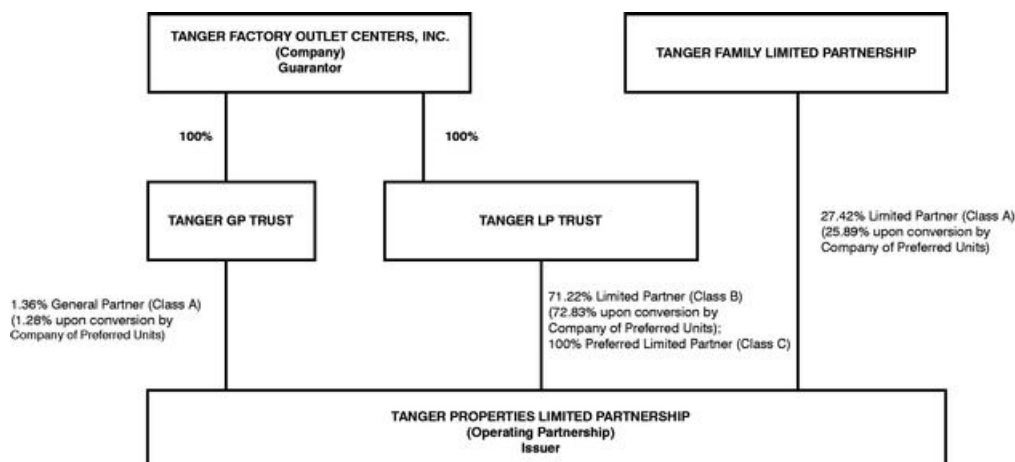 TANGER FACTORY OUTLET CENTERS, INC.
(Company)
Guarantor
TANGER FAMILY LIMITED PARTNERSHIP
100%
100%
TANGER GP TRUST
TANGER LP TRUST
27.42% Limited Partner (Class A)
(25.89% upon conversion by
Company of Preferred Units)
1.36% General Partner (Class A)
(1.28% upon conversion by
Company of Preferred Units)
71.22% Limited Partner (Class B)
(72.83% upon conversion by
Company of Preferred Units);
100% Preferred Limited Partner (Class C)
TANGER PROPERTIES LIMITED PARTNERSHIP
(Operating Partnership)
Issuer